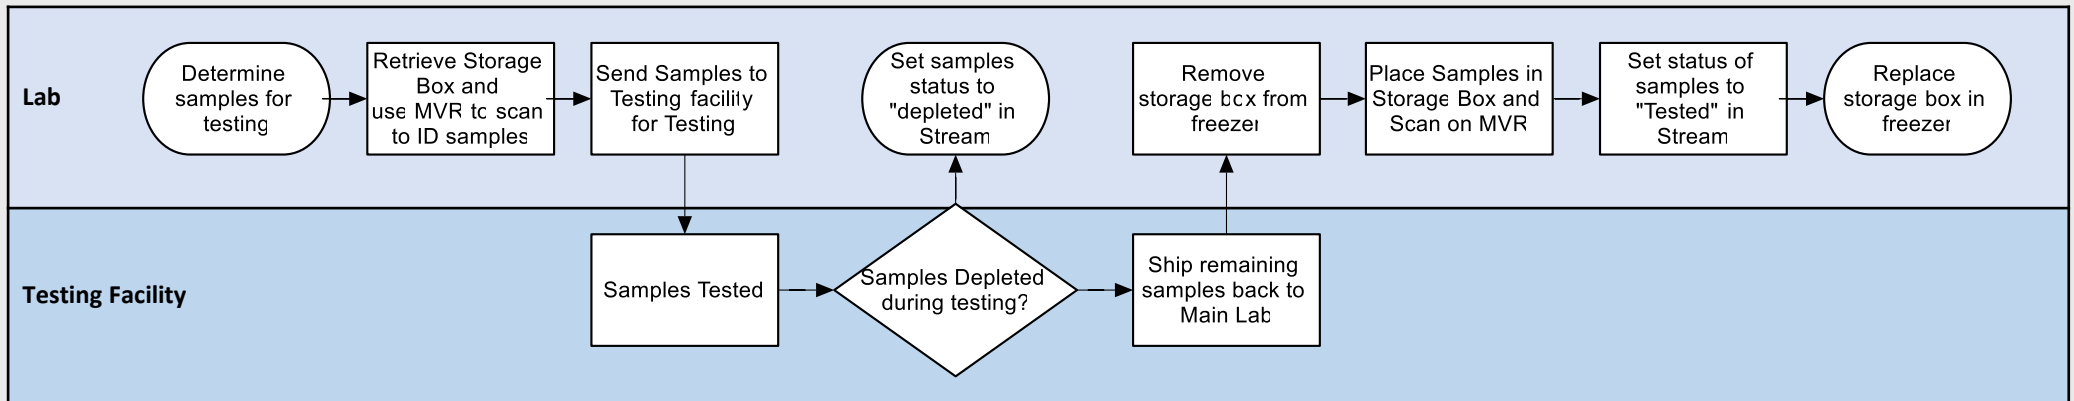 Lab
Determine
samples for
testing
Retrieve Storage
Box and
use MVR to scan
to ID samples
Send Samples to
Testing facility
for Testing
Set samples
status to
"depleted" in
Stream
Remove
storage box from
freezer
Place Samples in
Storage Box and
Scan on MVR
Set status of
samples to
"Tested" in
Stream
Replace
storage box in
freezer
Testing Facility
Samples Tested
Samples Depleted
during testing?
Ship remaining
samples back to
Main Lab